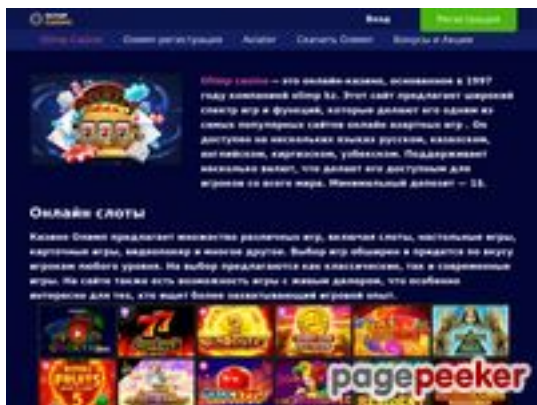 Вход
Регистрация
Olimp Casino Олимп регистрация Aviator Скачать Олимп Бонусы и Акции
Olimp casino — это онлайн-казино, основанное в 1997
году компанией olimp kz. Этот сайт предлагает широкий
спектр игр и функций, которые делают его одним из
самых популярных сайтов онлайн азартных игр . Он
доступен на нескольких языках русском, казахском,
английском, киргизском, узбекском. Поддерживает
несколько валют, что делает его доступным для
игроков со всего мира. Минимальный депозит —
Онлайн слоты
Казино Олимп предлагает множество различных игр, включая слоты, настольные игры,
карточные игры, видеопокер и многое другое. Выбор игр обширен и придется по вкусу
игрокам любого уровня. На выбор предлагаются как классические, так и современные
игры. На сайте также есть возможность игры с живым дилером, что особенно
интересно для тех, кто ищет более захватывающий игровой опыт.
777
FRUITS
5
pagepeeker